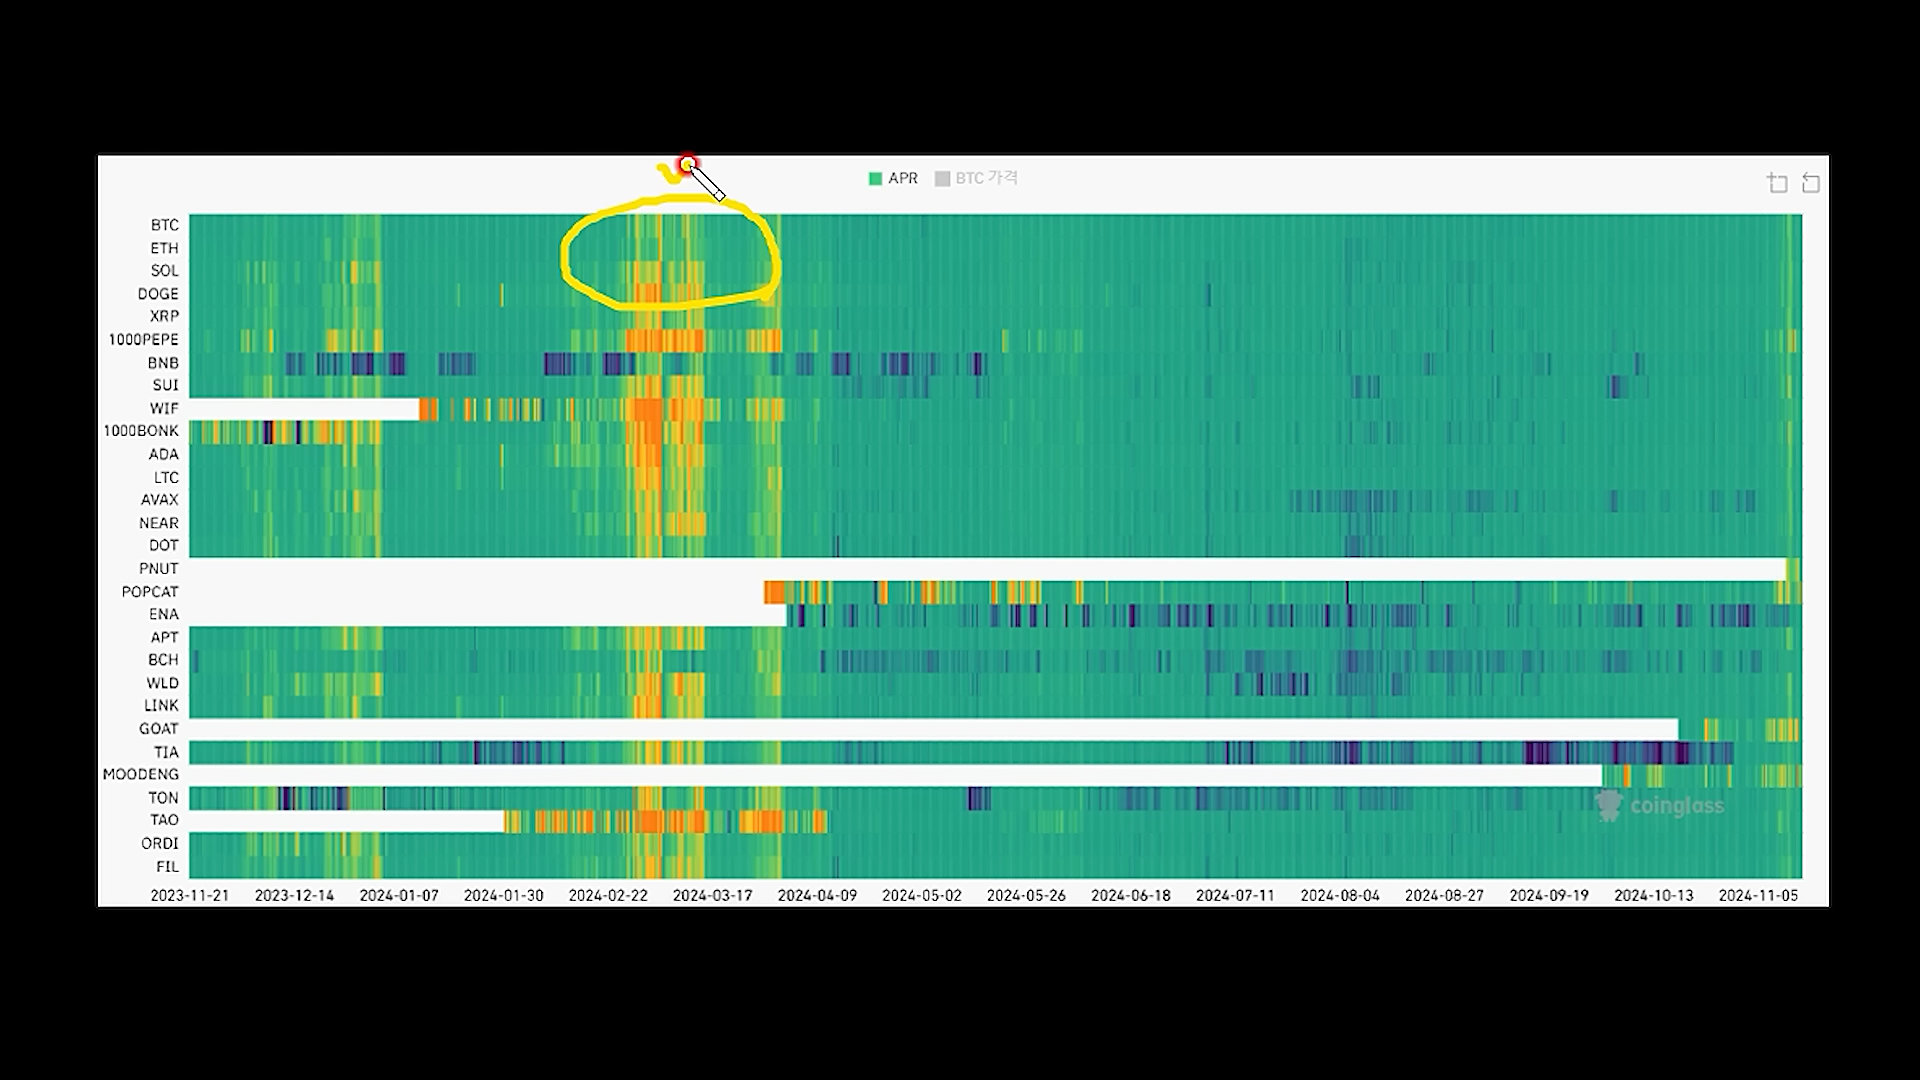 APR BTC 가격
BTC
ETH
SOL
DOGE
XRP
1000PEPE
BNB
SUI
WIF
1000BONK
ADA
LTC
AVAX
NEAR
DOT
PNUT
POPCAT
ENA
APT
BCH
WLD
LINK
GOAT
TIA
MOODENG
TON
TAO
ORDI
FIL
coinglass
2023-11-21 2023-12-14 2024-01-07 2024-01-30 2024-02-22 2024-03-17 2024-04-09 2024-05-02 2024-05-26 2024-06-18 2024-07-11 2024-08-04 2024-08-27 2024-09-19 2024-10-13 2024-11-05